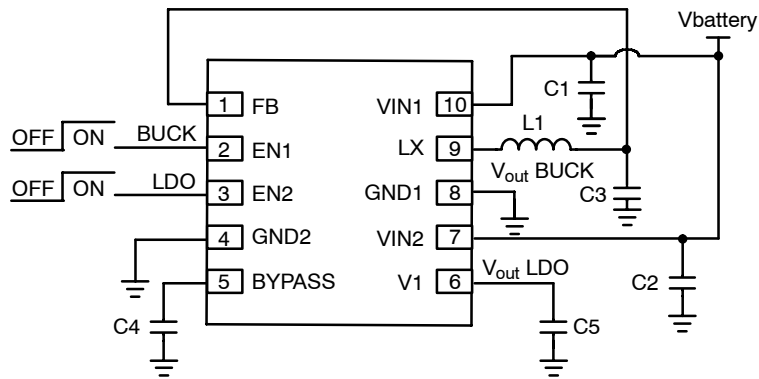 Vbattery
1 FB
VIN1 10
C1
OFF ON BUCK
2 EN1
LX 9
L1
Vout BUCK
OFF ON LDO
3 EN2
GND1 8
C3
4 GND2
VIN2 7
5 BYPASS
V1 6
Vout LDO
C2
C4
C5